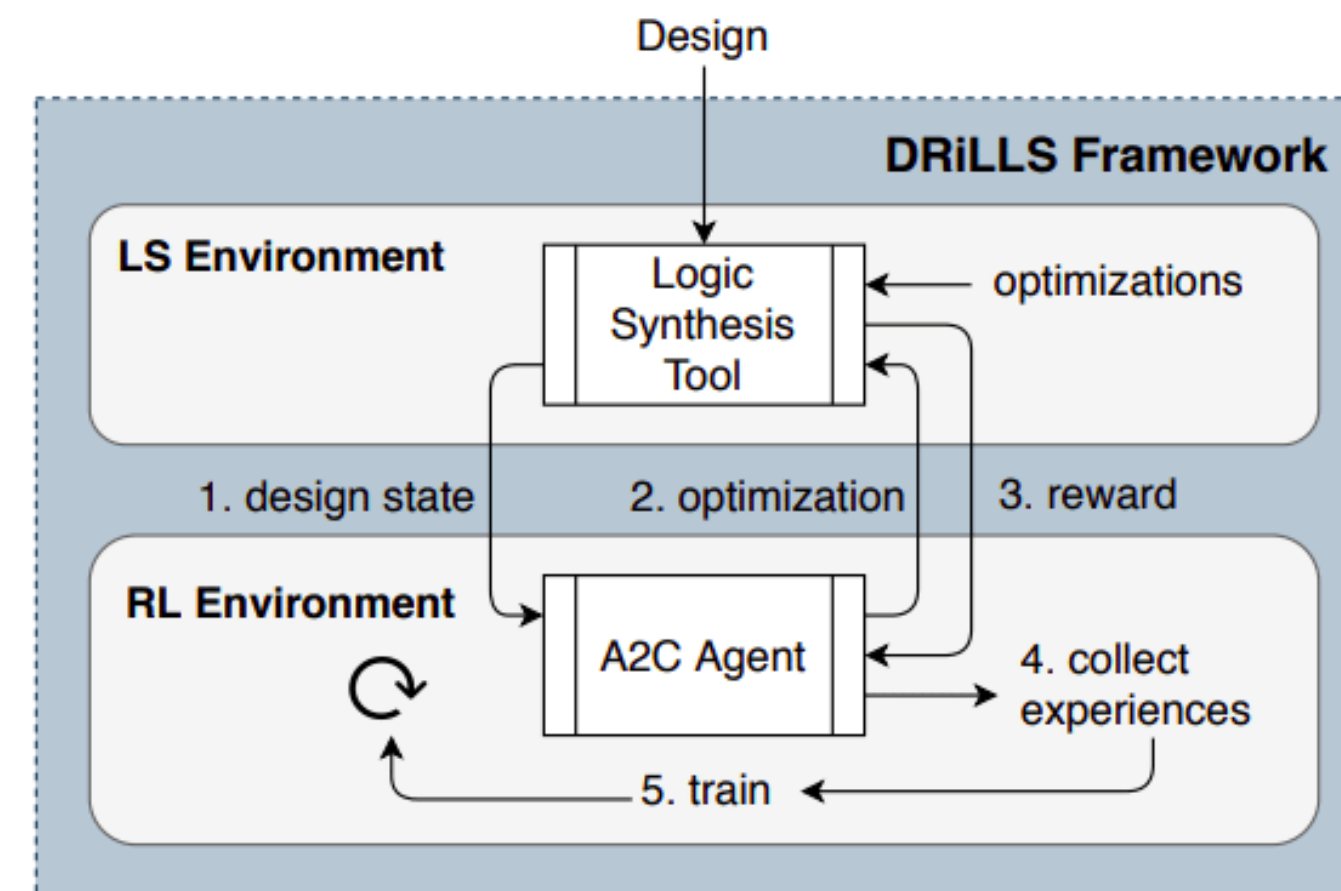 Design
DRiLLS Framework
LS Environment
Logic
Synthesis
Tool
optimizations
1. design state
2. optimization
3. reward
RL Environment
A2C Agent
4. collect
experiences
5. train